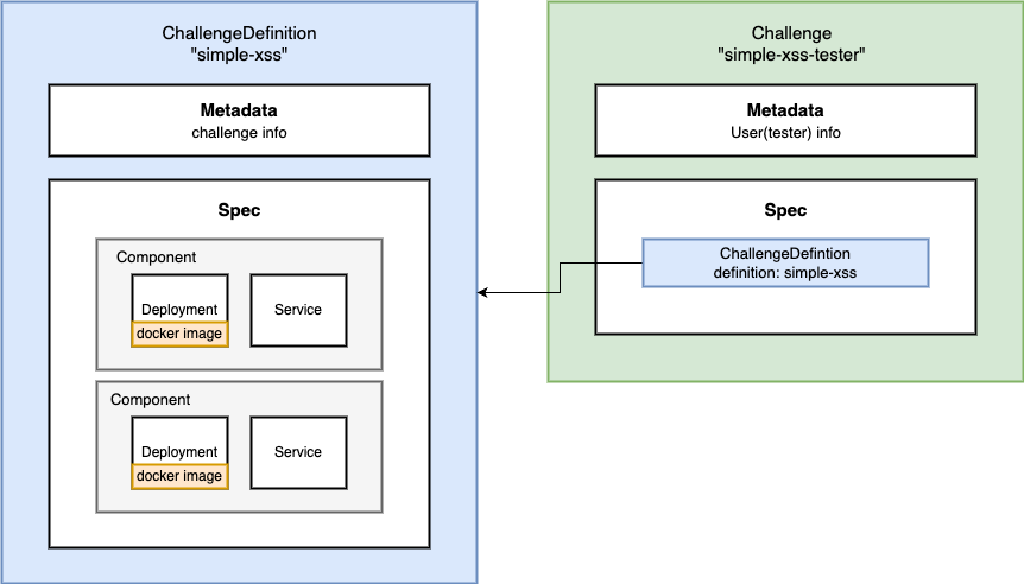 ChallengeDefinition
"simple-xss"
Metadata
challenge info
Spec
Component
Deployment
docker image
Service
Component
Deployment
docker image
Service
Challenge
"simple-xss-tester"
Metadata
User(tester) info
Spec
ChallengeDefintion
definition: simple-xss